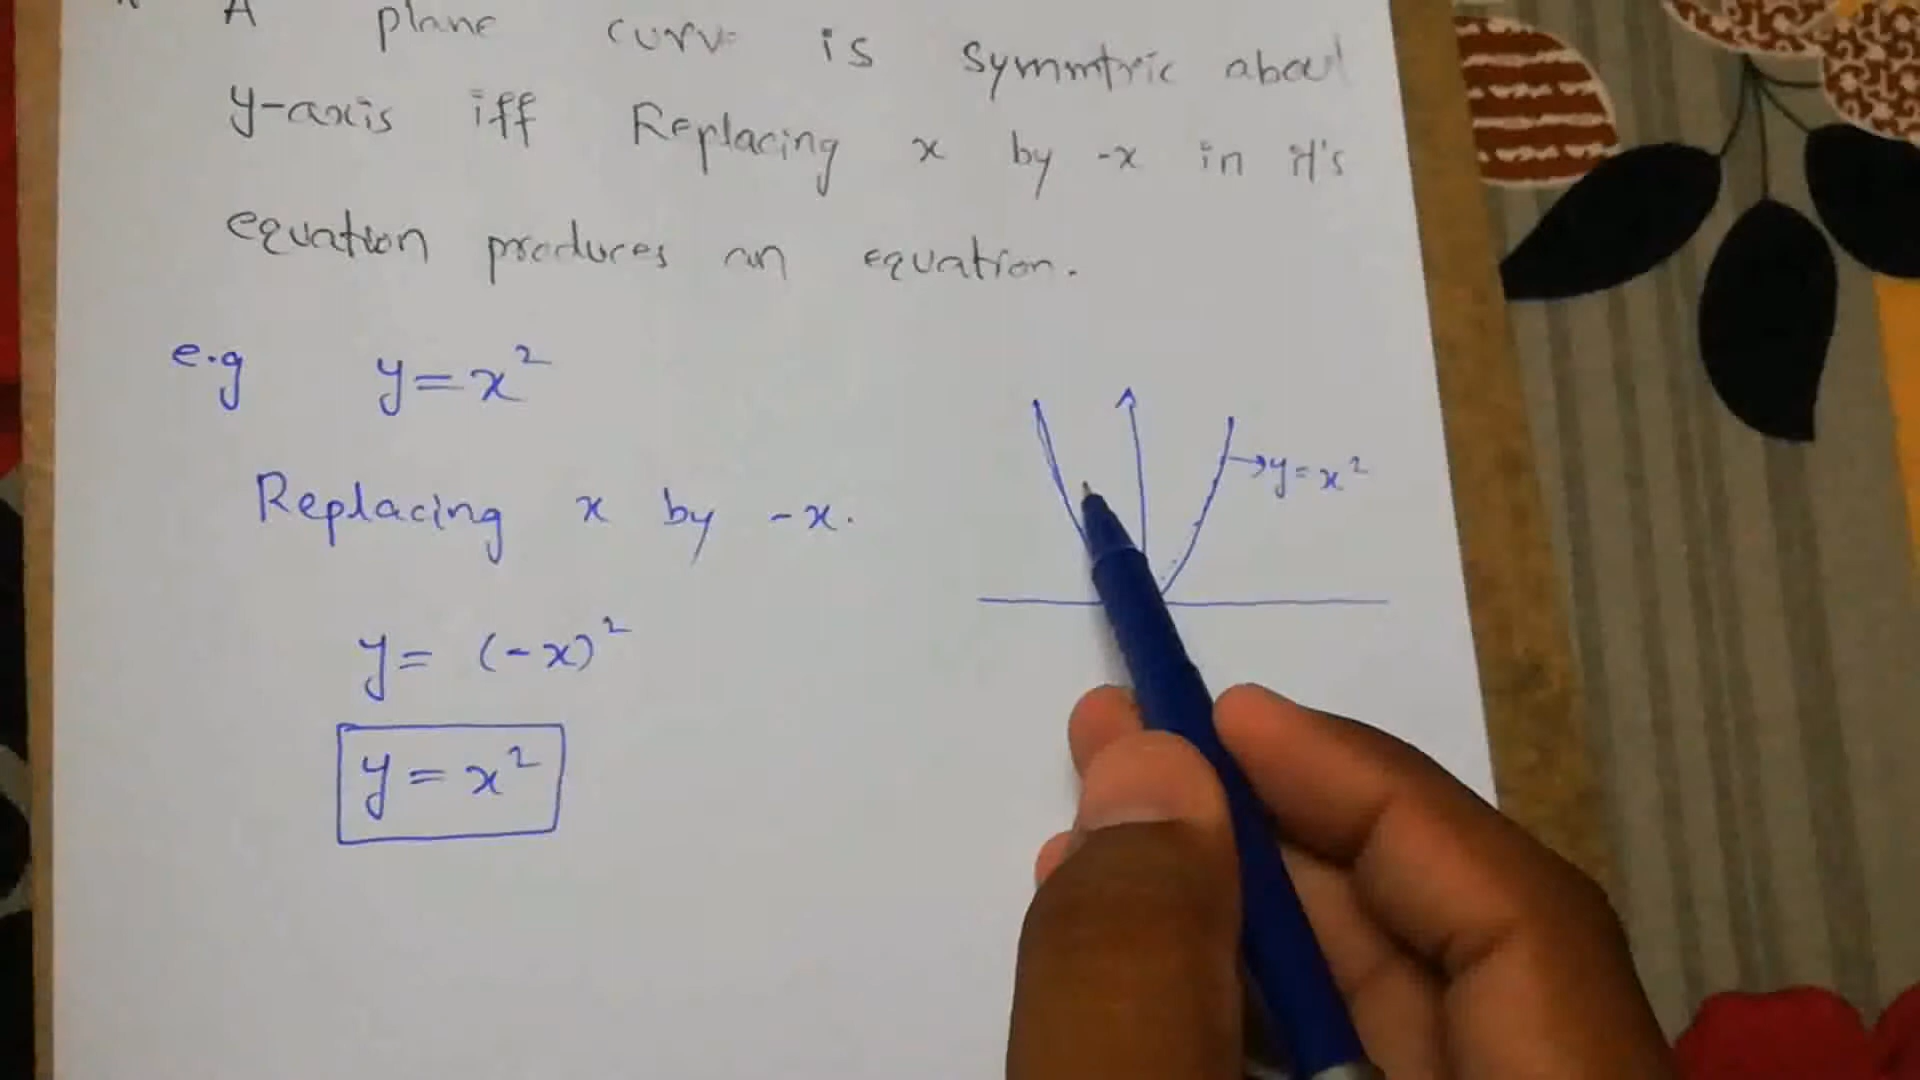 A plane curve is symmtric about
y-axis iff Replacing x by -x in it's
equation produces an equation.
e.g y=x²
→y=x²
Replacing x by -x.
y= (-x)²
y = x²